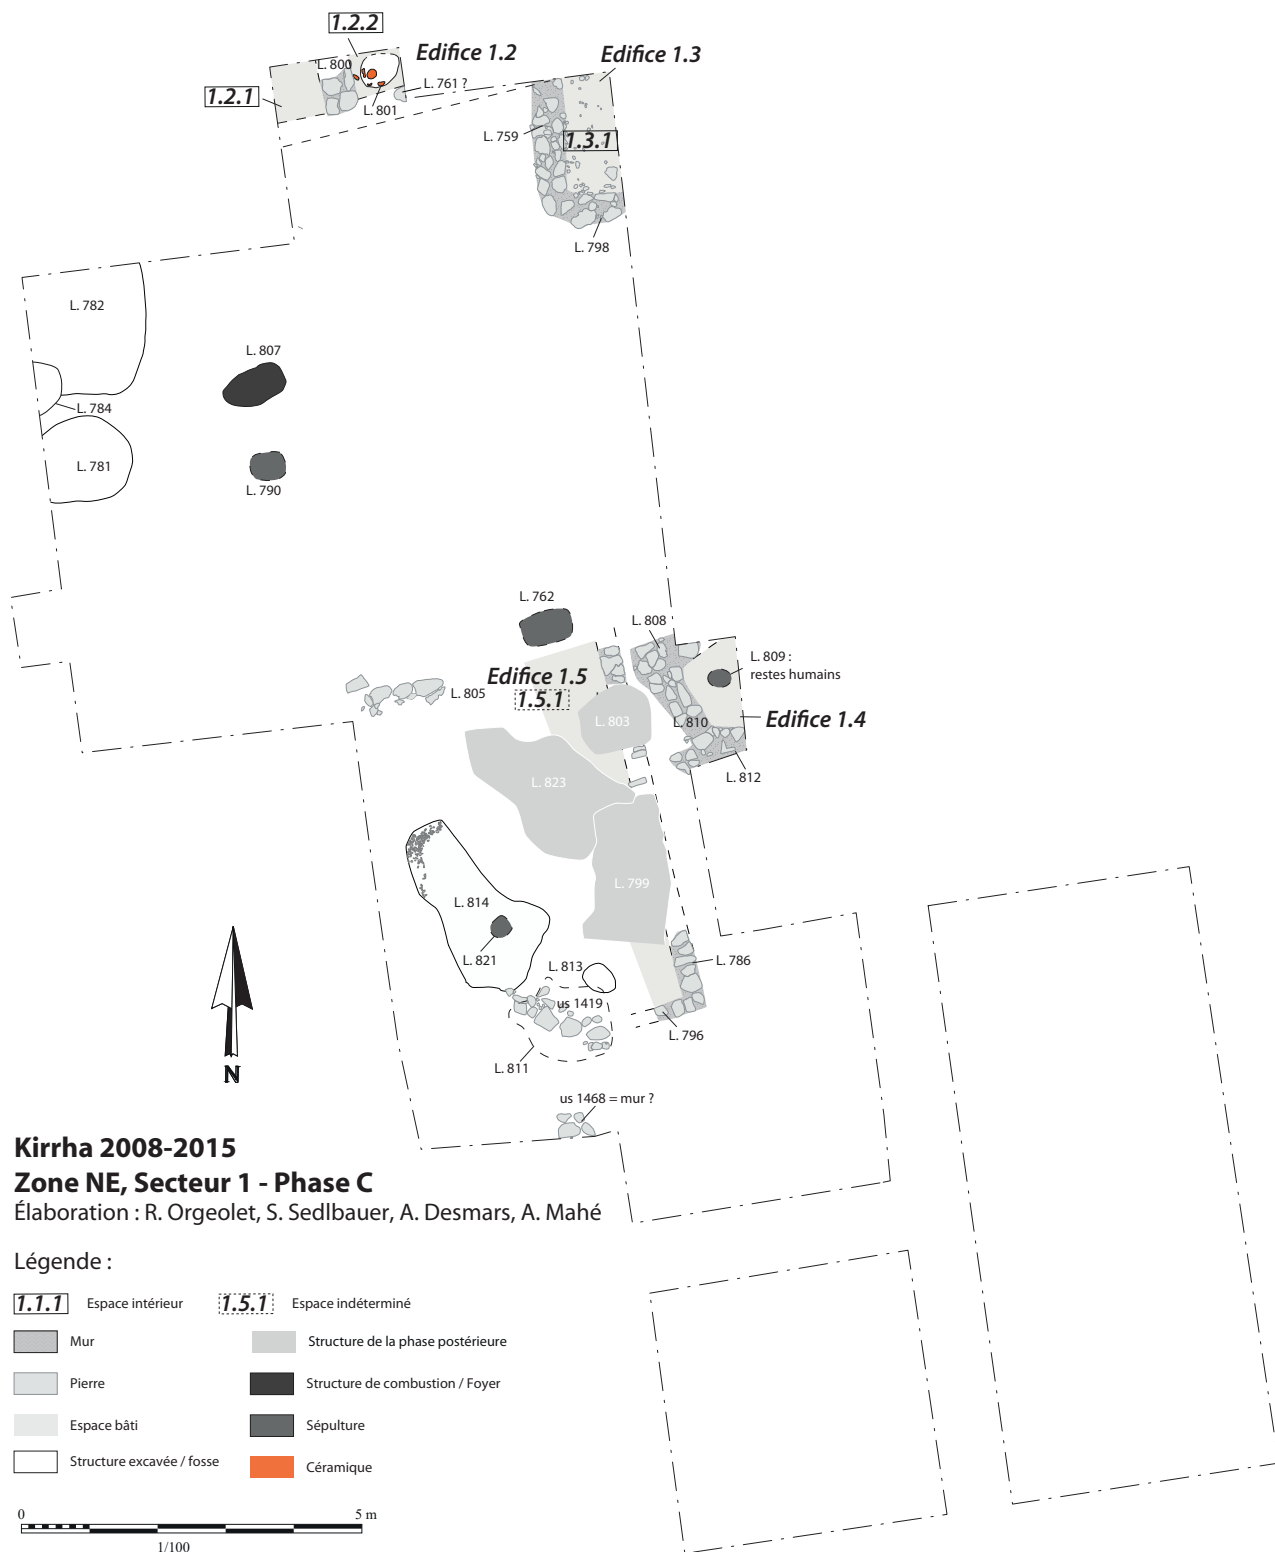 1.2.2
Edifice 1.2
Edifice 1.3
L. 800
L. 761 ?
1.2.1
L. 801
L. 759
1.3.1
L. 798
L. 782
L. 807
L. 784
L. 781
L. 790
L. 762
L. 808
L. 809 :
restes humains
Edifice 1.5
1.5.1
L. 805
L. 803
L. 810
Edifice 1.4
L. 812
L. 823
L. 799
L. 814
L. 821
L. 813
L. 786
us 1419
L. 796
L. 811
N
us 1468 = mur ?
Kirrha 2008-2015
Zone NE, Secteur 1 - Phase C
Élaboration : R. Orgeolet, S. Sedlbauer, A. Desmars, A. Mahé
Légende :
1.1.1 Espace intérieur 1.5.1 Espace indéterminé
Mur Structure de la phase postérieure
Pierre Structure de combustion / Foyer
Espace bâti Sépulture
Structure excavée / fosse Céramique
0 5 m
1/100